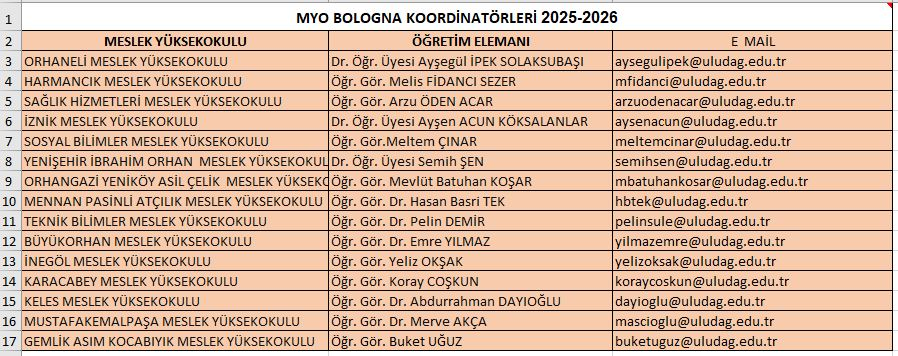 1 MYO BOLOGNA KOORDİNATÖRLERİ 2025-2026
2 MESLEK YÜKSEKOKULU ÖĞRETİM ELEMANI E MAİL
3 ORHANELİ MESLEK YÜKSEKOKULU Dr. Öğr. Üyesi Ayşegül İPEK SOLAKSUBAŞI aysegulipek@uludag.edu.tr
4 HARMANCIK MESLEK YÜKSEKOKULU Öğr. Gör. Melis FİDANCI SEZER mfidanci@uludag.edu.tr
5 SAĞLIK HİZMETLERİ MESLEK YÜKSEKOKULU Öğr. Gör. Arzu ÖDEN ACAR arzuodenacar@uludag.edu.tr
6 İZNİK MESLEK YÜKSEKOKULU Dr. Öğr. Üyesi Ayşen ACUN KÖKSALANLAR aysenacun@uludag.edu.tr
7 SOSYAL BİLİMLER MESLEK YÜKSEKOKULU Öğr. Gör.Meltem ÇINAR meltemcinar@uludag.edu.tr
8 YENİŞEHİR İBRAHİM ORHAN  MESLEK YÜKSEKOKUL Dr. Öğr. Üyesi Semih ŞEN semihsen@uludag.edu.tr
9 ORHANGAZİ YENİKÖY ASİL ÇELİK  MESLEK YÜKSEKO Öğr. Gör. Mevlüt Batuhan KOŞAR mbatuhankosar@uludag.edu.tr
10 MENNAN PASİNLİ ATÇILIK MESLEK YÜKSEKOKULU Öğr. Gör. Dr. Hasan Basri TEK hbtek@uludag.edu.tr
11 TEKNİK BİLİMLER MESLEK YÜKSEKOKULU Öğr. Gör. Dr. Pelin DEMİR pelinsule@uludag.edu.tr
12 BÜYÜKORHAN MESLEK YÜKSEKOKULU Öğr. Gör. Dr. Emre YILMAZ yilmazemre@uludag.edu.tr
13 İNEGÖL MESLEK YÜKSEKOKULU Öğr. Gör. Yeliz OKŞAK yelizoksak@uludag.edu.tr
14 KARACABEY MESLEK YÜKSEKOKULU Öğr. Gör. Koray COŞKUN koraycoskun@uludag.edu.tr
15 KELES MESLEK YÜKSEKOKULU Öğr. Gör. Dr. Abdurrahman DAYIOĞLU dayioglu@uludag.edu.tr
16 MUSTAFAKEMALPAŞA MESLEK YÜKSEKOKULU Öğr. Gör. Dr. Merve AKÇA mascioglu@uludag.edu.tr
17 GEMLİK ASIM KOCABIYIK MESLEK YÜKSEKOKULU Öğr. Gör. Buket UĞUZ buketuguz@uludag.edu.tr